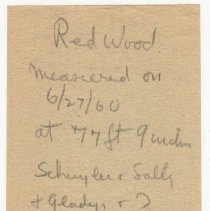 Red Wood
Measured on
6/27/60
at 77 ft 9 inches
Schuyler & Sally
& Gladys & I